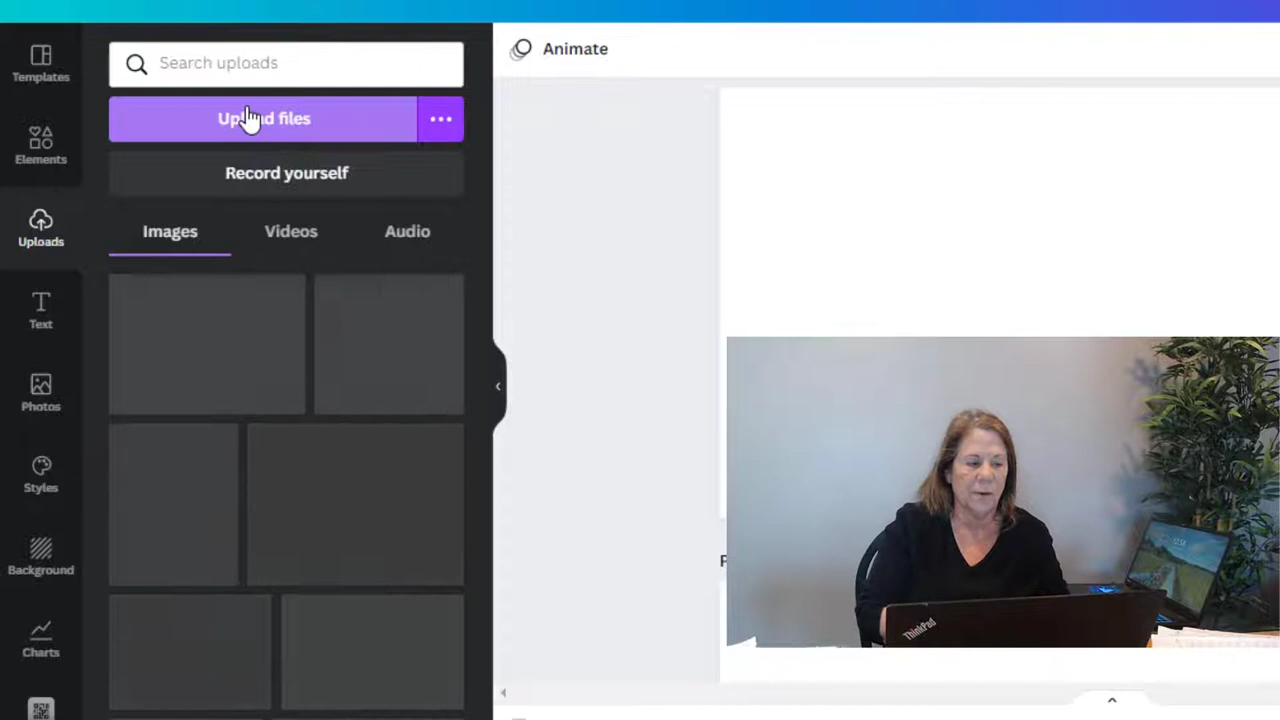 Animate
Templates
Elements
Uploads
Text
Photos
Styles
Background
Charts
Search uploads
Upload files
Record yourself
Images
Videos
Audio
ThinkPad